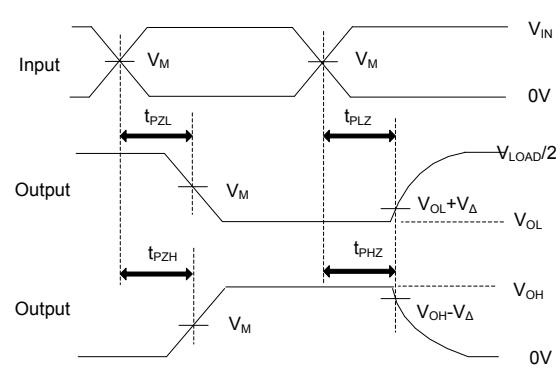 V_IN
Input V_M V_M
0V
t_PZL t_PLZ
V_LOAD/2
Output V_M V_OL+V_Δ
V_OL
t_PZH t_PHZ
V_OH
Output V_M V_OH-V_Δ
0V